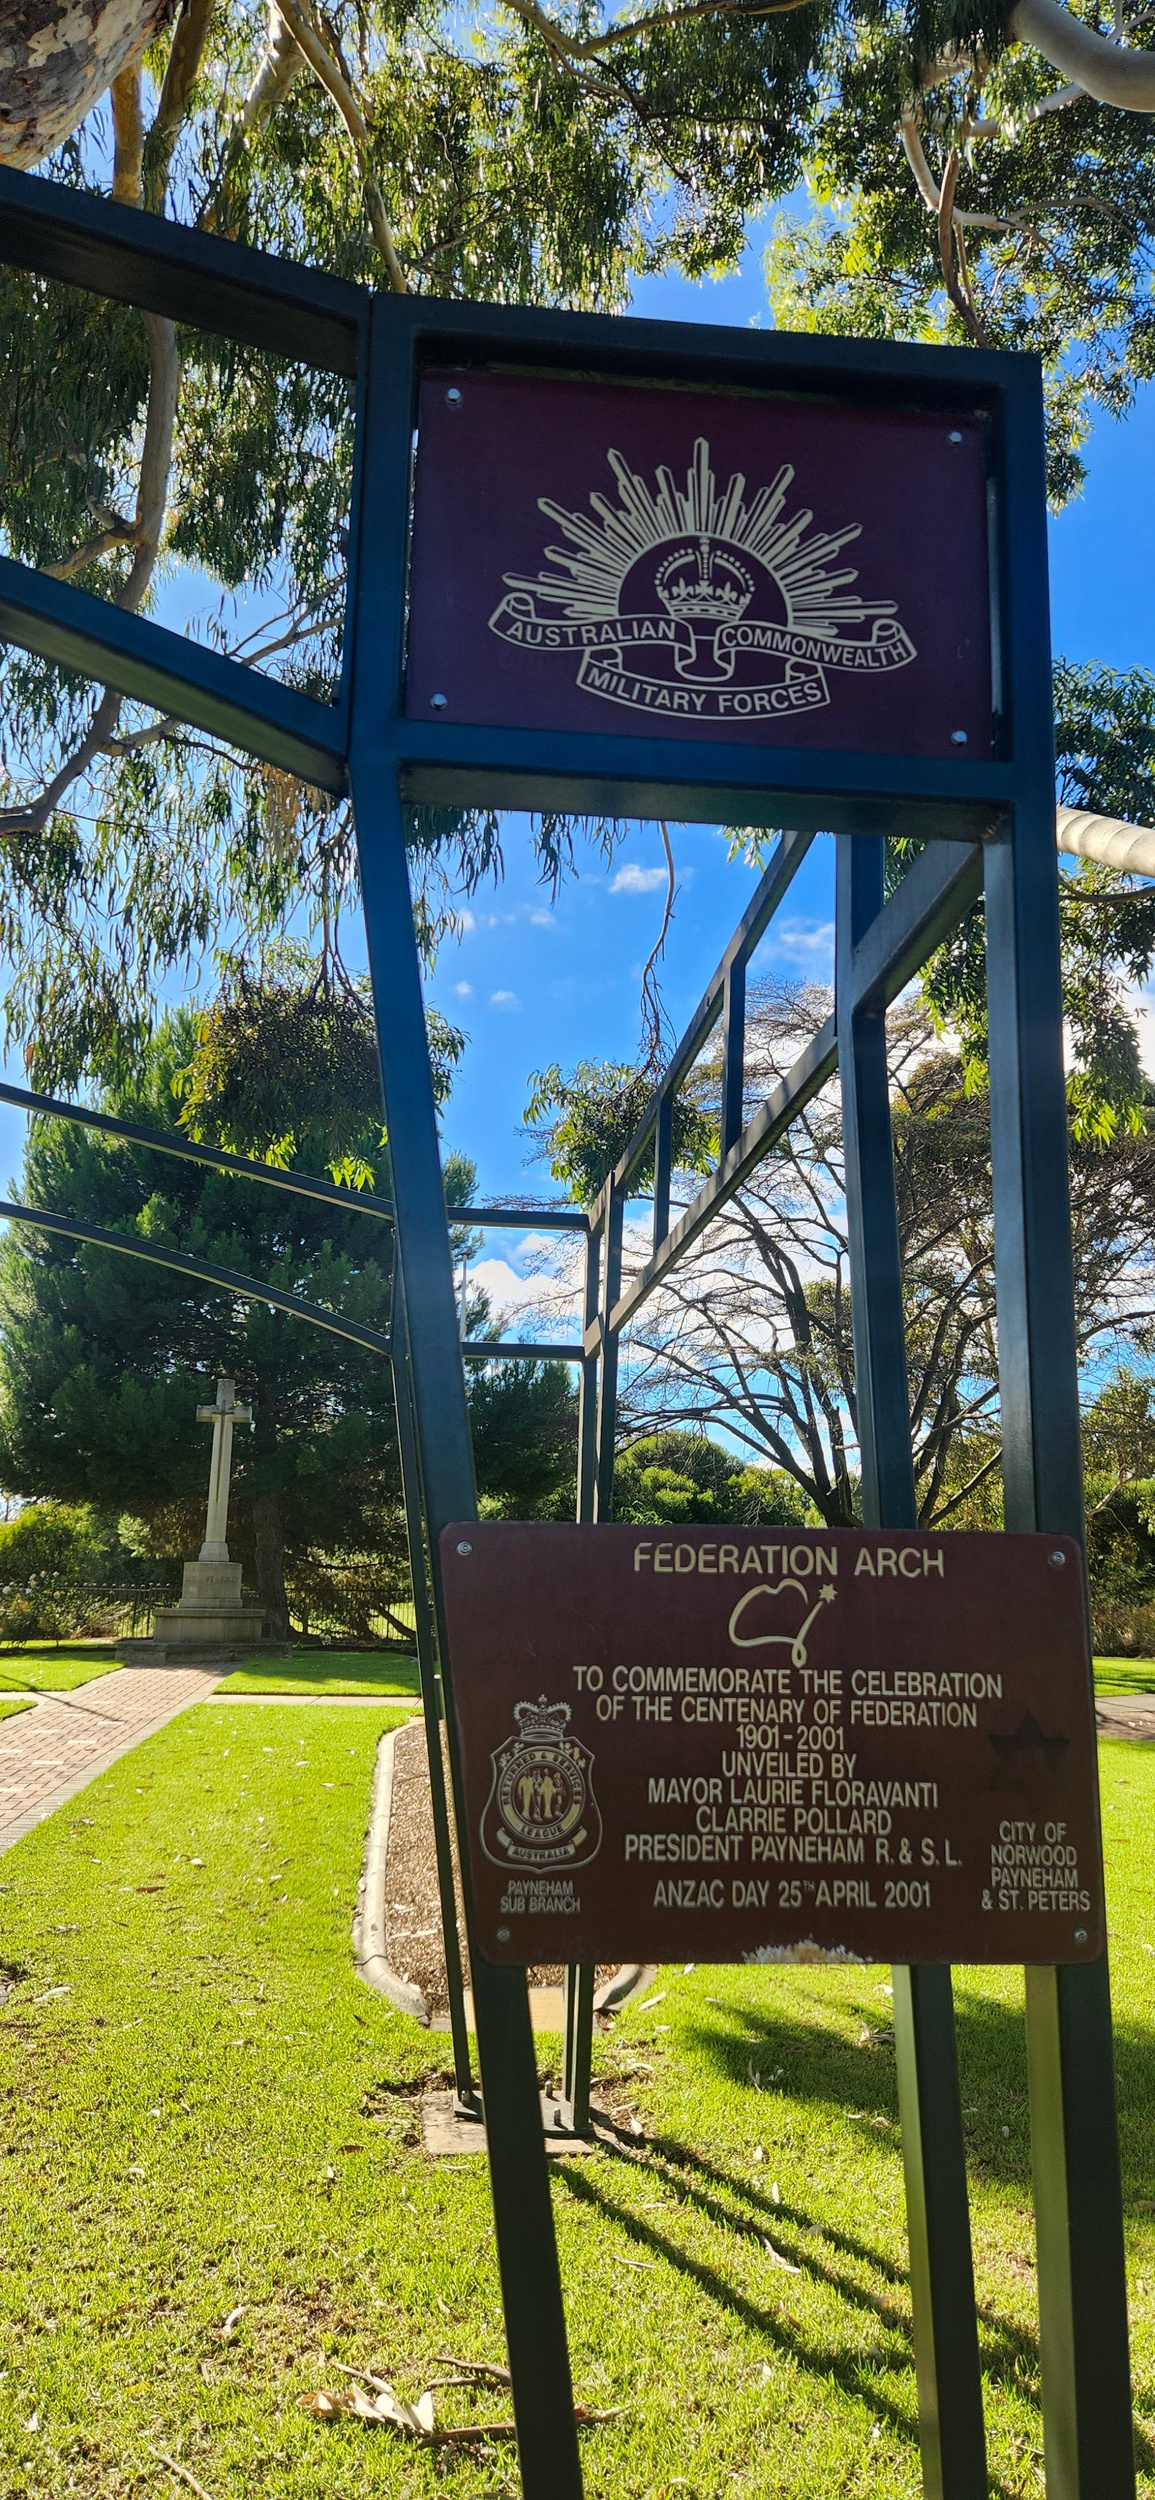 AUSTRALIAN COMMONWEALTH
MILITARY FORCES
FEDERATION ARCH
TO COMMEMORATE THE CELEBRATION
OF THE CENTENARY OF FEDERATION
1901-2001
UNVEILED BY
MAYOR LAURIE FLORAVANTI
CLARRIE POLLARD
PRESIDENT PAYNEHAM R. & S. L.
ANZAC DAY 25TH APRIL 2001
RETURNED & SERVICES
LEAGUE
AUSTRALIA
PAYNEHAM
SUB BRANCH
CITY OF
NORWOOD
PAYNEHAM
& ST. PETERS